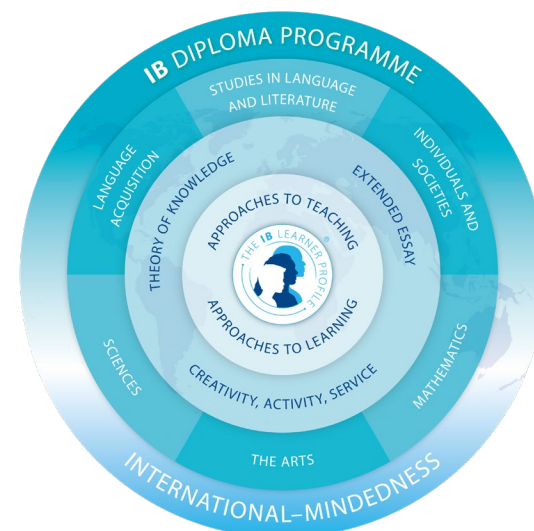 IB DIPLOMA PROGRAMME
STUDIES IN LANGUAGE
AND LITERATURE
LANGUAGE
ACQUISITION
INDIVIDUALS AND
SOCIETIES
THEORY OF KNOWLEDGE
EXTENDED ESSAY
APPROACHES TO TEACHING
THE IB LEARNER PROFILE
®
APPROACHES TO LEARNING
CREATIVITY, ACTIVITY, SERVICE
SCIENCES
MATHEMATICS
THE ARTS
INTERNATIONAL–MINDEDNESS